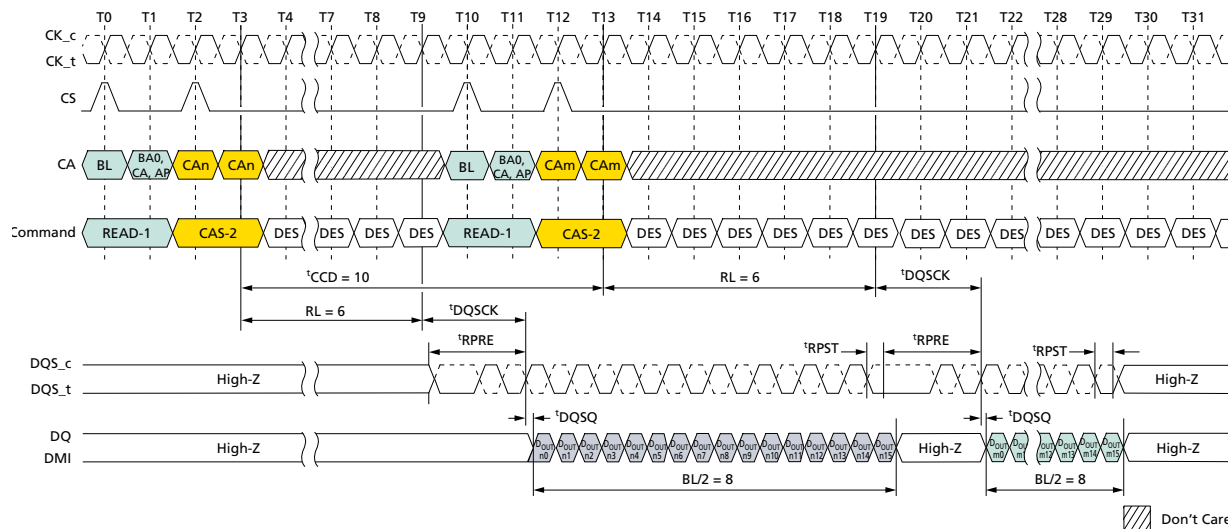 T0 T1 T2 T3 T4 T7 T8 T9 T10 T11 T12 T13 T14 T15 T16 T17 T18 T19 T20 T21 T22 T28 T29 T30 T31
CK_c
CK_t
CS
CA BL BA0, CA, AP CAn CAn BL BA0, CA, AP CAm CAm
Command READ-1 CAS-2 DES DES DES DES READ-1 CAS-2 DES DES DES DES DES DES DES DES DES DES DES DES DES
tCCD = 10 RL = 6 tDQSCK
RL = 6 tDQSCK
tRPRE tRPST tRPRE tRPST
DQS_c
DQS_t High-Z High-Z
tDQSQ tDQSQ
DQ
DMI High-Z DOUT n0 DOUT n1 DOUT n2 DOUT n3 DOUT n4 DOUT n5 DOUT n6 DOUT n7 DOUT n8 DOUT n9 DOUT n10 DOUT n11 DOUT n12 DOUT n13 DOUT n14 DOUT n15 High-Z DOUT m0 DOUT m1 DOUT m12 DOUT m13 DOUT m14 DOUT m15 High-Z
BL/2 = 8 BL/2 = 8
Don't Care